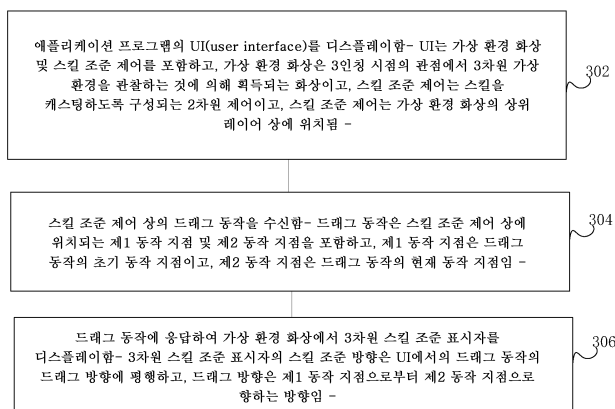 애플리케이션 프로그램의 UI(user interface)를 디스플레이함- UI는 가상 환경 화상
및 스킬 조준 제어를 포함하고, 가상 환경 화상은 3인칭 시점의 관점에서 3차원 가상
환경을 관찰하는 것에 의해 획득되는 화상이고, 스킬 조준 제어는 스킬을
캐스팅하도록 구성되는 2차원 제어이고, 스킬 조준 제어는 가상 환경 화상의 상위
레이어 상에 위치됨 -
302
스킬 조준 제어 상의 드래그 동작을 수신함- 드래그 동작은 스킬 조준 제어 상에
위치되는 제1 동작 지점 및 제2 동작 지점을 포함하고, 제1 동작 지점은 드래그
동작의 초기 동작 지점이고, 제2 동작 지점은 드래그 동작의 현재 동작 지점임 -
304
드래그 동작에 응답하여 가상 환경 화상에서 3차원 스킬 조준 표시자를
디스플레이함- 3차원 스킬 조준 표시자의 스킬 조준 방향은 UI에서의 드래그 동작의
드래그 방향에 평행하고, 드래그 방향은 제1 동작 지점으로부터 제2 동작 지점으로
향하는 방향임 -
306